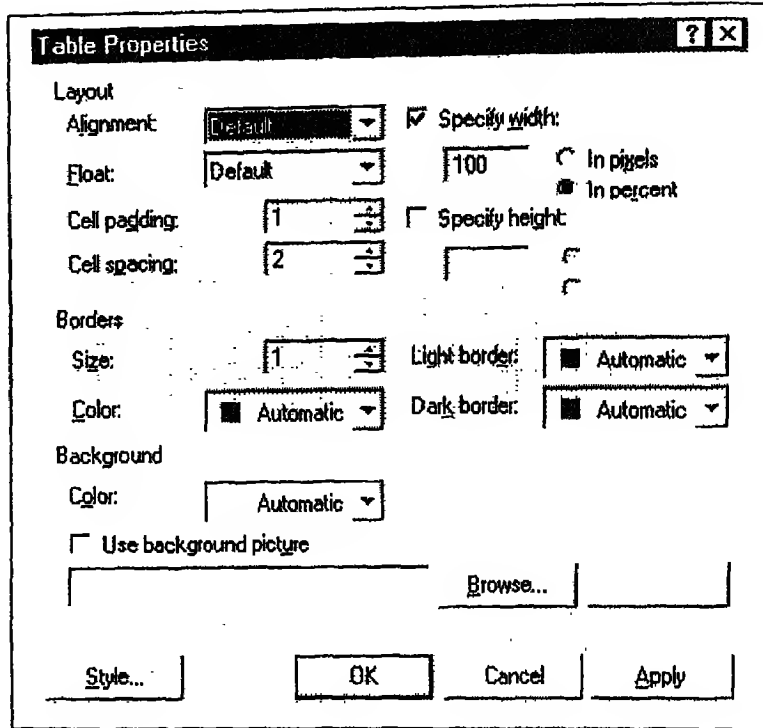 Table Properties ? X
Layout
Alignment: Default Specify width:
Float: Default 100 In pixels
In percent
Cell padding: 1 Specify height:
Cell spacing: 2
Borders
Size: 1 Light border: Automatic
Color: Automatic Dark border: Automatic
Background
Color: Automatic
Use background picture
Browse...
Style... OK Cancel Apply